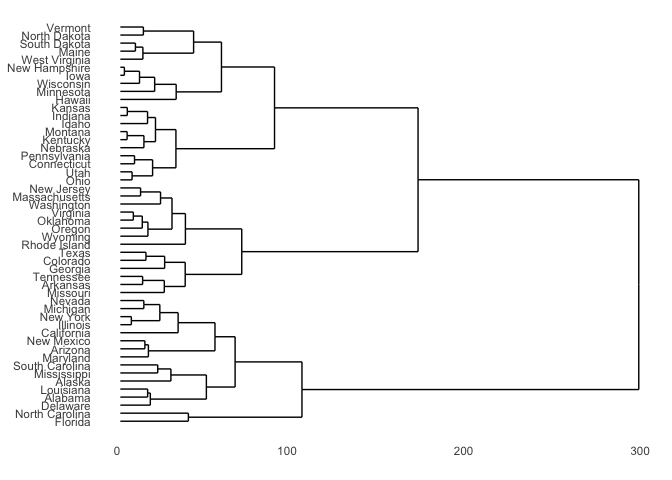 Vermont
North Dakota
South Dakota
Maine
West Virginia
New Hampshire
Iowa
Wisconsin
Minnesota
Hawaii
Kansas
Indiana
Idaho
Montana
Kentucky
Nebraska
Pennsylvania
Connecticut
Utah
Ohio
New Jersey
Massachusetts
Washington
Virginia
Oklahoma
Oregon
Wyoming
Rhode Island
Texas
Colorado
Georgia
Tennessee
Arkansas
Missouri
Nevada
Michigan
New York
Illinois
California
New Mexico
Arizona
Maryland
South Carolina
Mississippi
Alaska
Louisiana
Alabama
Delaware
North Carolina
Florida
0 100 200 300